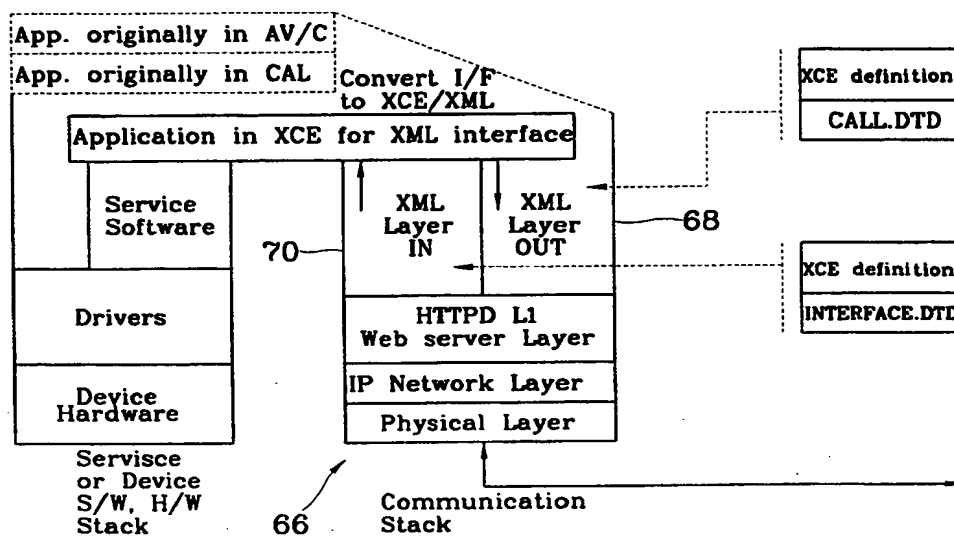 App. originally in AV/C
App. originally in CAL
Convert I/F
to XCE/XML
Application in XCE for XML interface
Service
Software
Drivers
Device
Hardware
Servisce
or Device
S/W, H/W
Stack
70
XML
Layer
IN
XML
Layer
OUT
68
HTTPD L1
Web server Layer
IP Network Layer
Physical Layer
66
Communication
Stack
XCE definition
CALL.DTD
XCE definition
INTERFACE.DTD